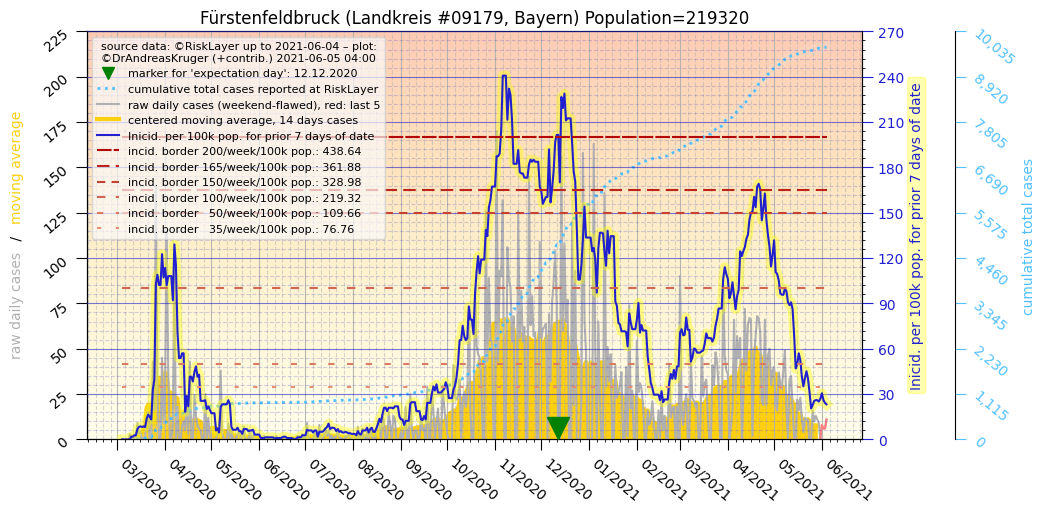 Fürstenfeldbruck (Landkreis #09179, Bayern) Population=219320
source data: ©RiskLayer up to 2021-06-04 – plot:
©DrAndreasKruger (+contrib.) 2021-06-05 04:00
marker for 'expectation day': 12.12.2020
cumulative total cases reported at RiskLayer
raw daily cases (weekend-flawed), red: last 5
centered moving average, 14 days cases
Inicid. per 100k pop. for prior 7 days of date
incid. border 200/week/100k pop.: 438.64
incid. border 165/week/100k pop.: 361.88
incid. border 150/week/100k pop.: 328.98
incid. border 100/week/100k pop.: 219.32
incid. border 50/week/100k pop.: 109.66
incid. border 35/week/100k pop.: 76.76
raw daily cases / moving average
225
200
175
150
125
100
75
50
25
0
270
240
210
180
150
120
90
60
30
0
Inicid. per 100k pop. for prior 7 days of date
10,035
8,920
7,805
6,690
5,575
4,460
3,345
2,230
1,115
0
cumulative total cases
03/2020
04/2020
05/2020
06/2020
07/2020
08/2020
09/2020
10/2020
11/2020
12/2020
01/2021
02/2021
03/2021
04/2021
05/2021
06/2021